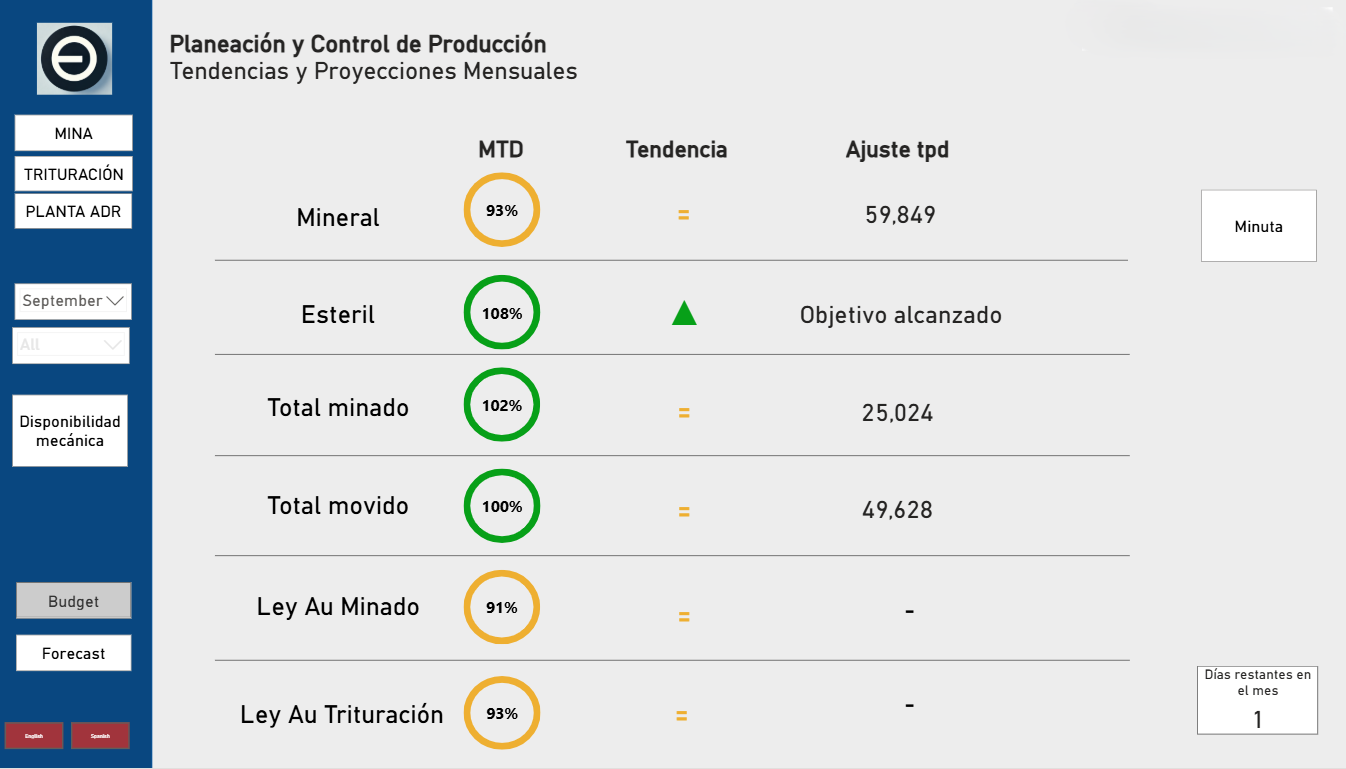 Planeación y Control de Producción
Tendencias y Proyecciones Mensuales
MINA
TRITURACIÓN
PLANTA ADR
September
All
Disponibilidad
mecánica
Budget
Forecast
English
Spanish
MTD Tendencia Ajuste tpd
Mineral 93% = 59,849
Esteril 108% ▲ Objetivo alcanzado
Total minado 102% = 25,024
Total movido 100% = 49,628
Ley Au Minado 91% = -
Ley Au Trituración 93% = -
Minuta
Días restantes en
el mes
1